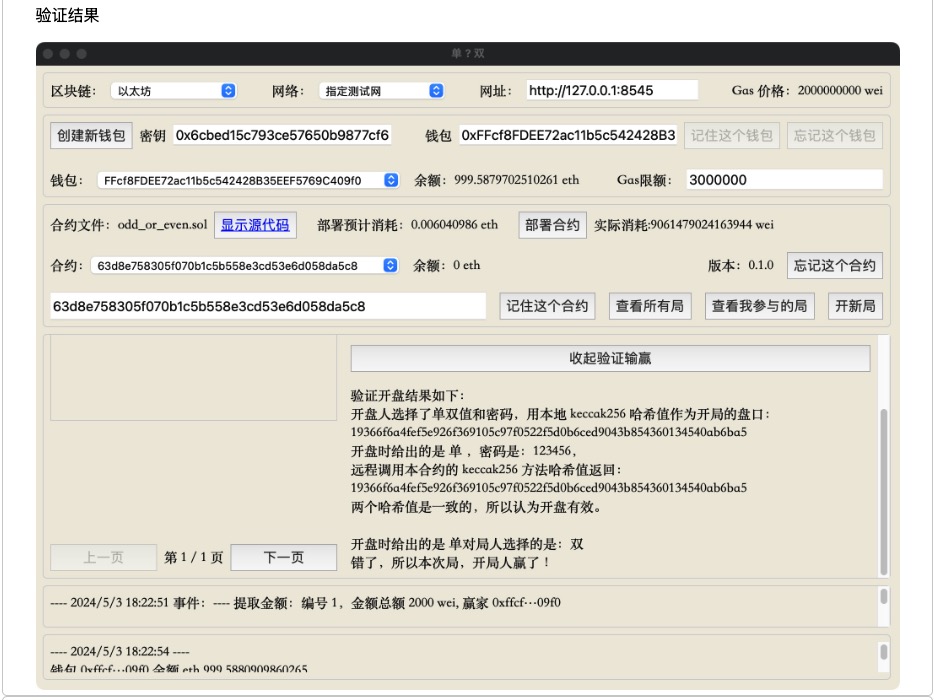 验证结果
单?双
区块链: 以太坊 网络: 指定测试网 网址: http://127.0.0.1:8545 Gas 价格: 2000000000 wei
创建新钱包 密钥 0x6cbed15c793ce57650b9877cf6 钱包 0xFFcf8FDEE72ac11b5c542428B3 记住这个钱包 忘记这个钱包
钱包: FFcf8FDEE72ac11b5c542428B35EEF5769C409f0 余额: 999.5879702510261 eth Gas限额: 3000000
合约文件: odd_or_even.sol 显示源代码 部署预计消耗: 0.006040986 eth 部署合约 实际消耗:9061479024163944 wei
合约: 63d8e758305f070b1c5b558e3cd53e6d058da5c8 余额: 0 eth 版本: 0.1.0 忘记这个合约
63d8e758305f070b1c5b558e3cd53e6d058da5c8 记住这个合约 查看所有局 查看我参与的局 开新局
收起验证输赢
验证开盘结果如下:
开盘人选择了单双值和密码，用本地 keccak256 哈希值作为开局的盘口:
19366f6a4fef5e926f369105c97f0522f5d0b6ced9043b854360134540ab6ba5
开盘时给出的是 单 ，密码是: 123456,
远程调用本合约的 keccak256 方法哈希值返回:
19366f6a4fef5e926f369105c97f0522f5d0b6ced9043b854360134540ab6ba5
两个哈希值是一致的，所以认为开盘有效。
开盘时给出的是 单对局人选择的是: 双
错了，所以本次局，开局人赢了！
上一页 第 1 / 1 页 下一页
---- 2024/5/3 18:22:51 事件: ---- 提取金额: 编号 1，金额总额 2000 wei, 赢家 0xffcf···09f0
---- 2024/5/3 18:22:54 ----
钱包 0xffcf···09f0 余额 eth 999.5880909860265